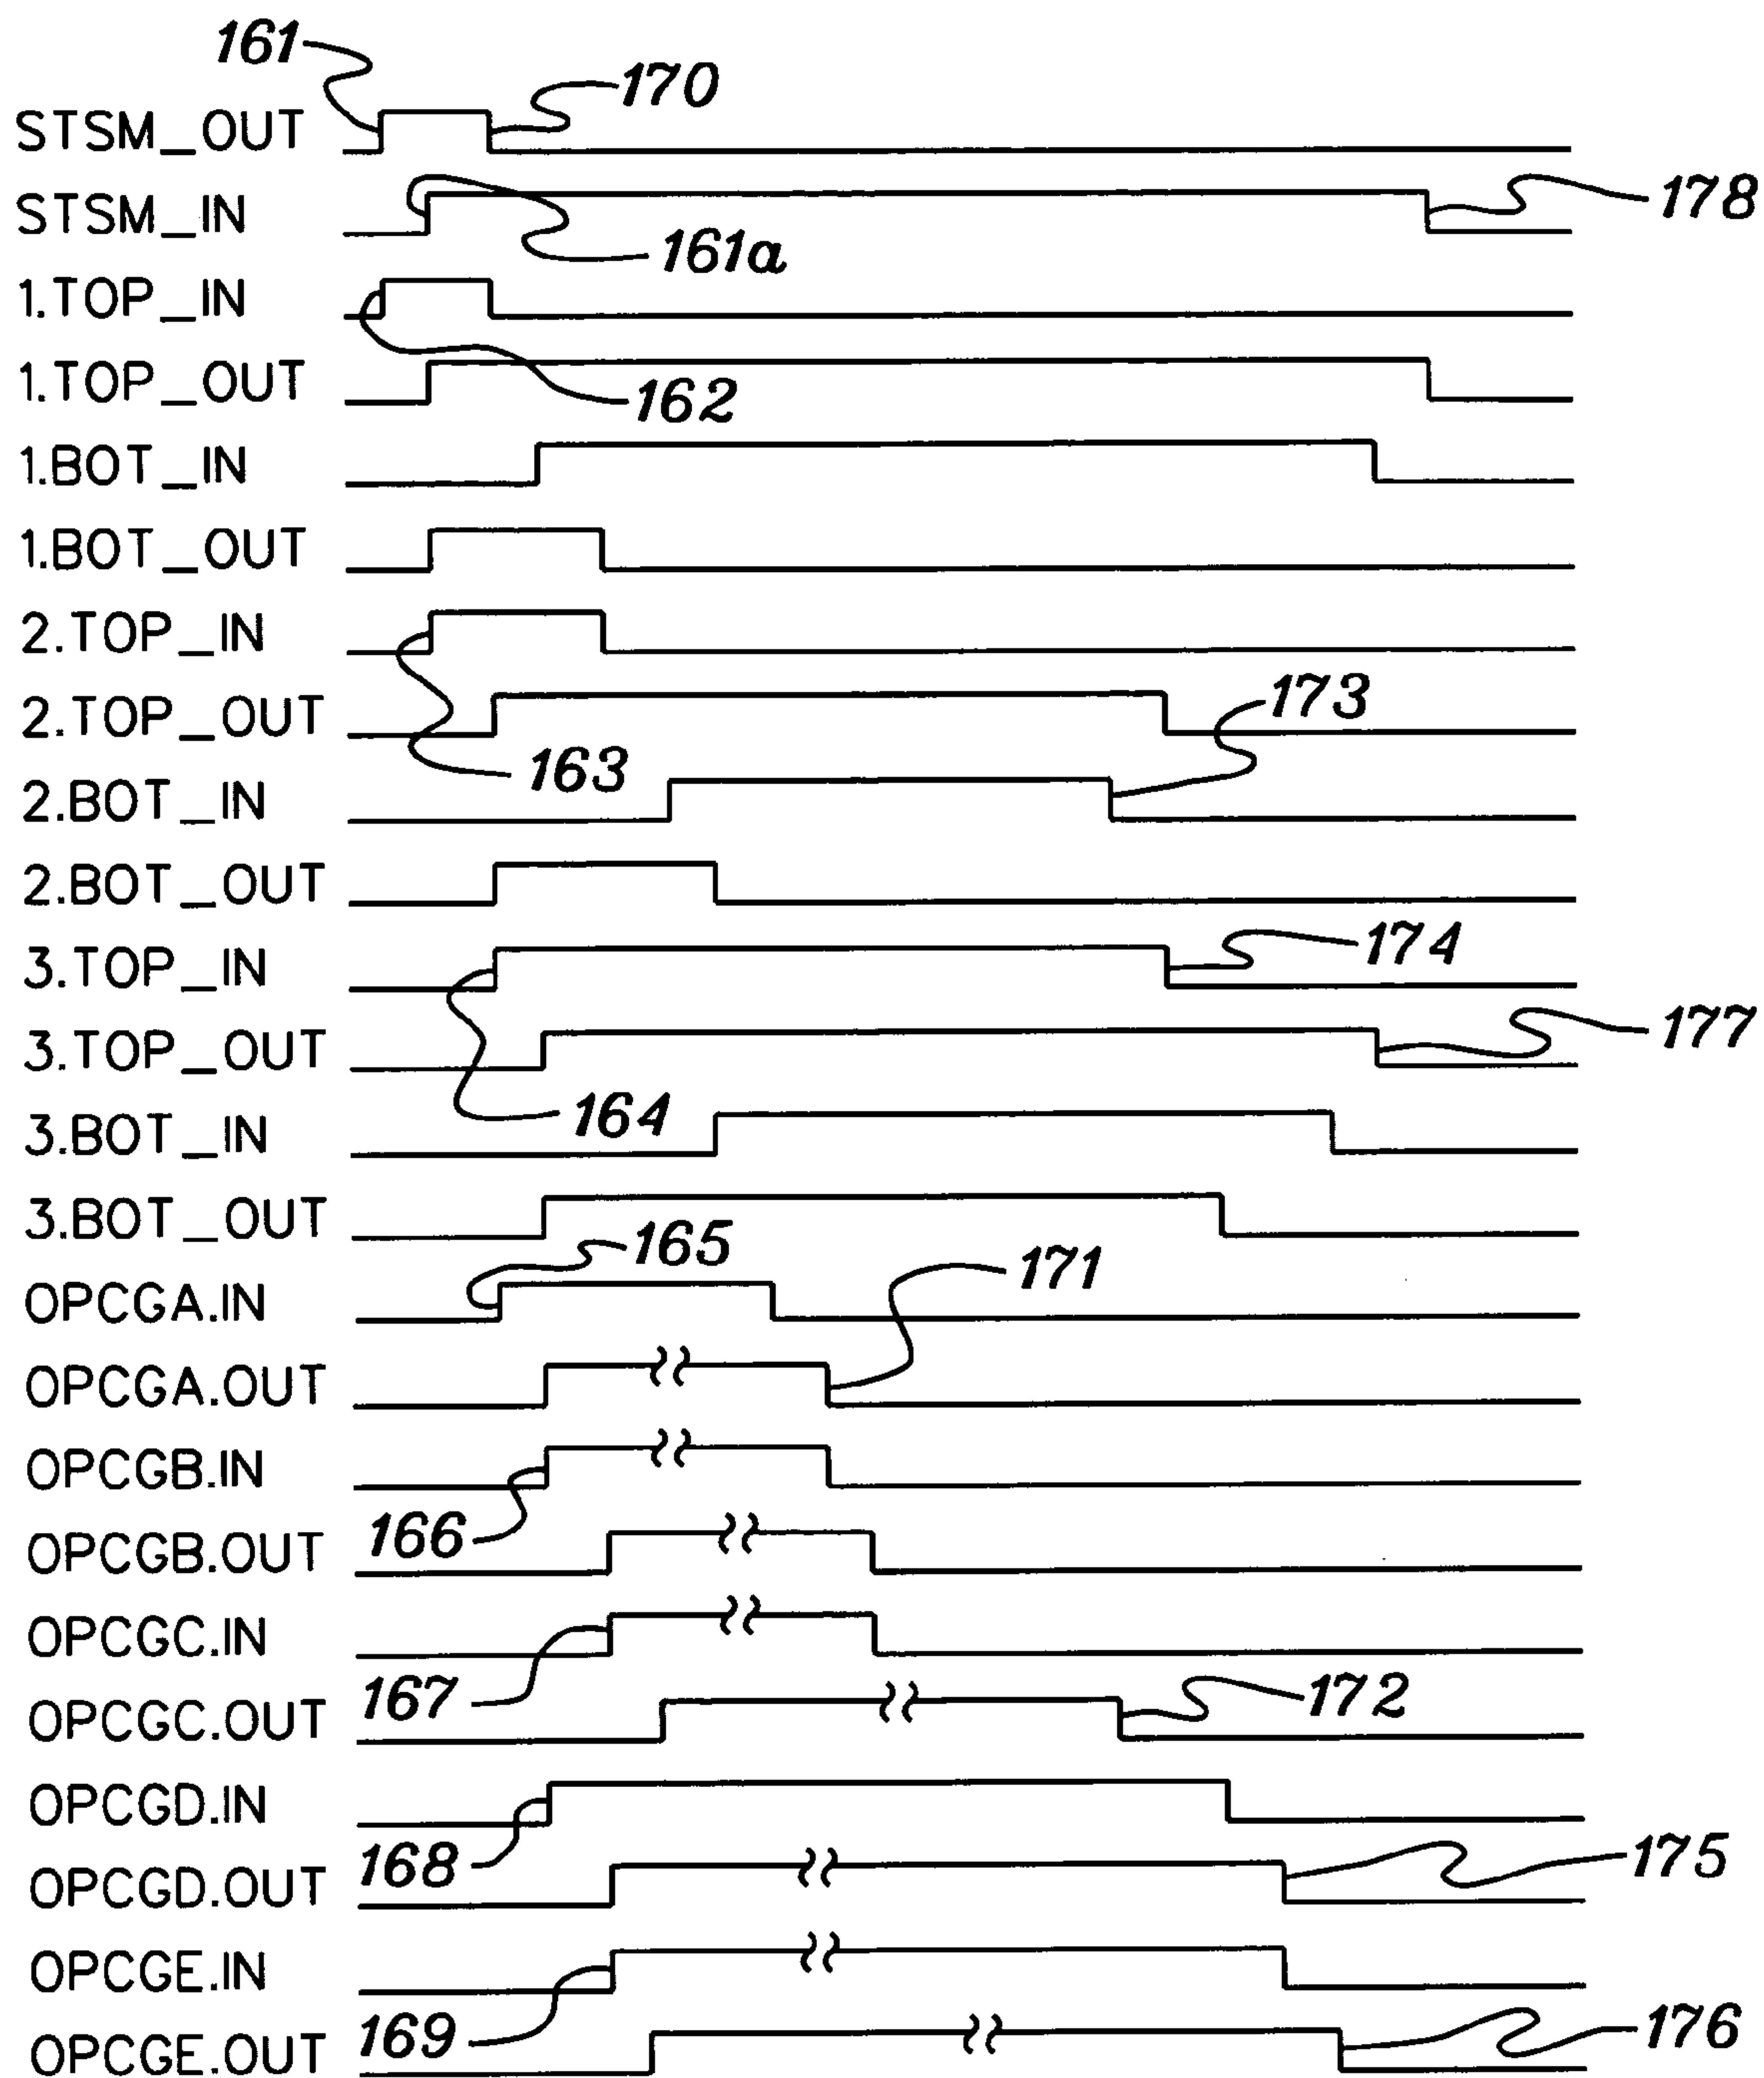 161
170
STSM_OUT
STSM_IN
178
161a
1.TOP_IN
1.TOP_OUT
162
1.BOT_IN
1.BOT_OUT
2.TOP_IN
2.TOP_OUT
173
163
2.BOT_IN
2.BOT_OUT
3.TOP_IN
174
3.TOP_OUT
177
164
3.BOT_IN
3.BOT_OUT
165
171
OPCGA.IN
OPCGA.OUT
OPCGB.IN
166
OPCGB.OUT
OPCGC.IN
167
172
OPCGC.OUT
OPCGD.IN
168
175
OPCGD.OUT
OPCGE.IN
169
176
OPCGE.OUT